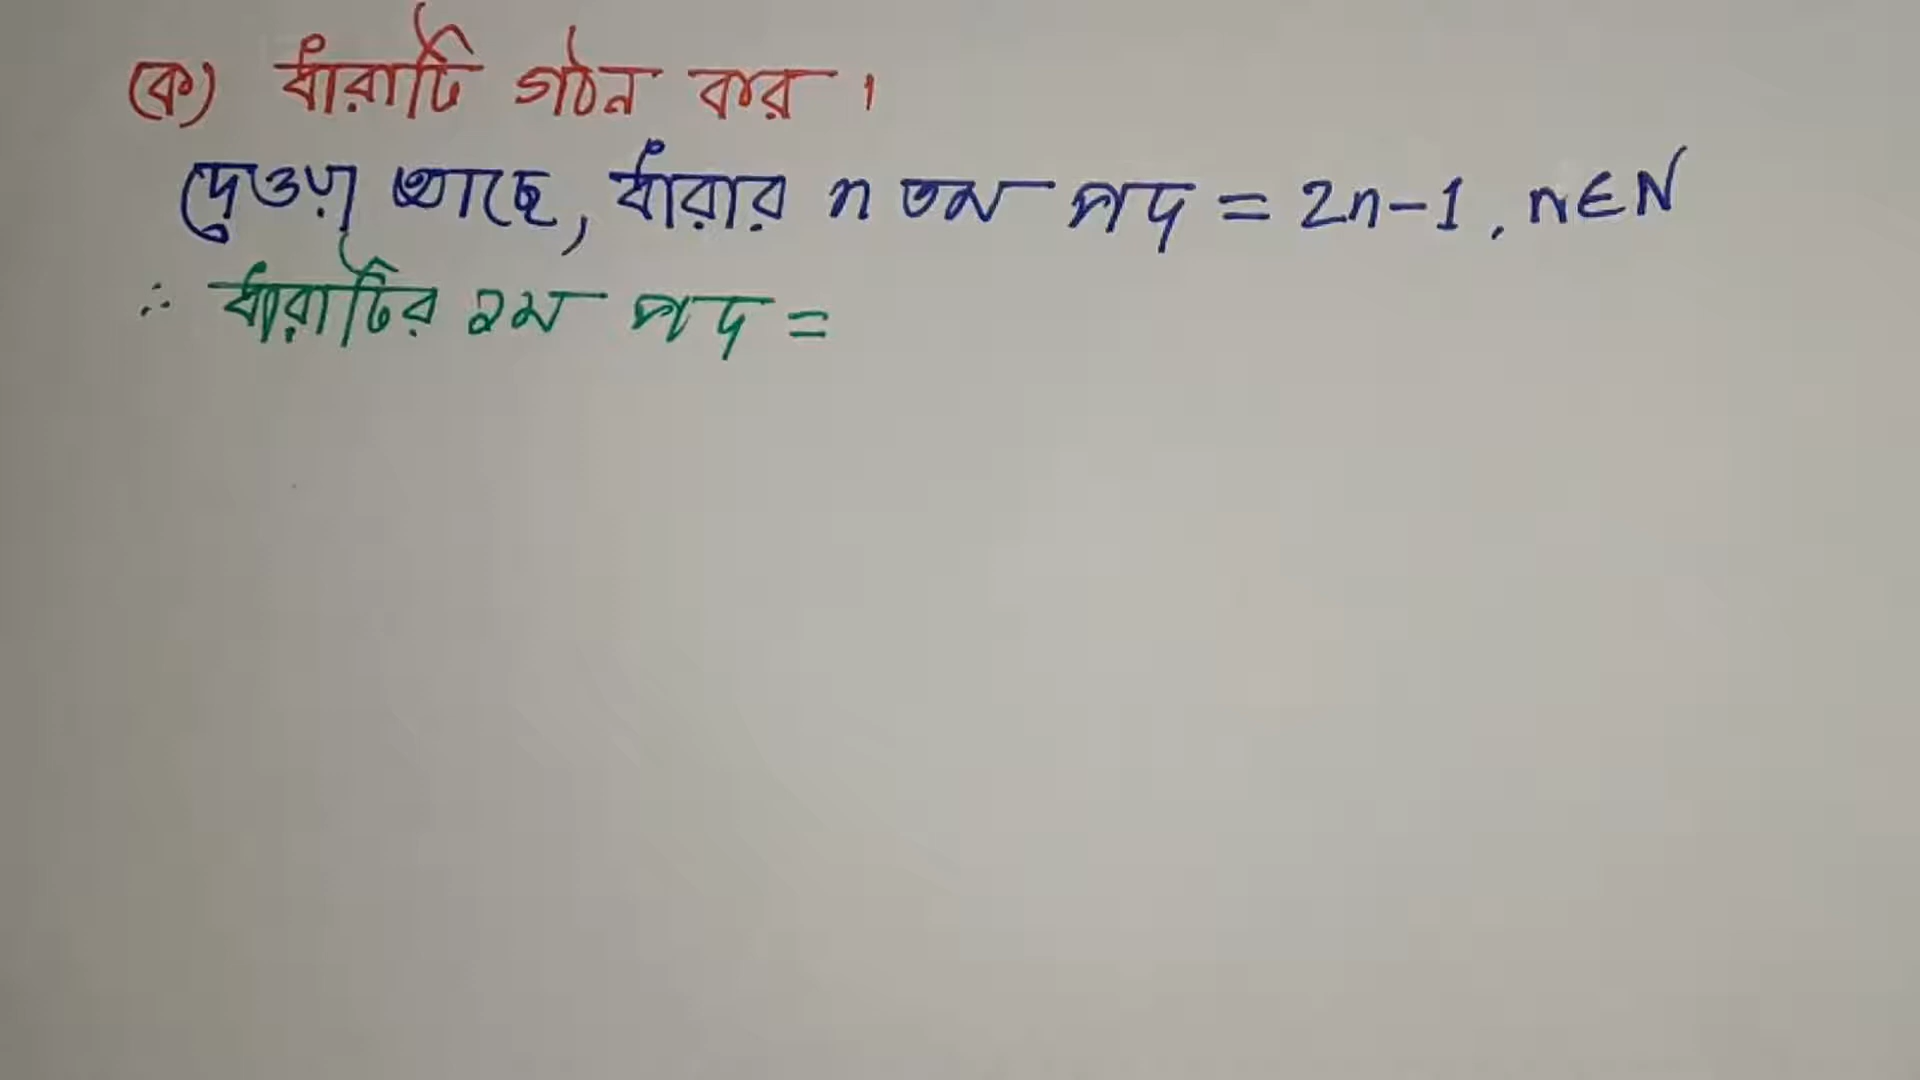 (ক) ধারাটি গঠন কর ।
দেওয়া আছে, ধারার n তম পদ = 2n-1, n∈N
∴ ধারাটির ১ম পদ =